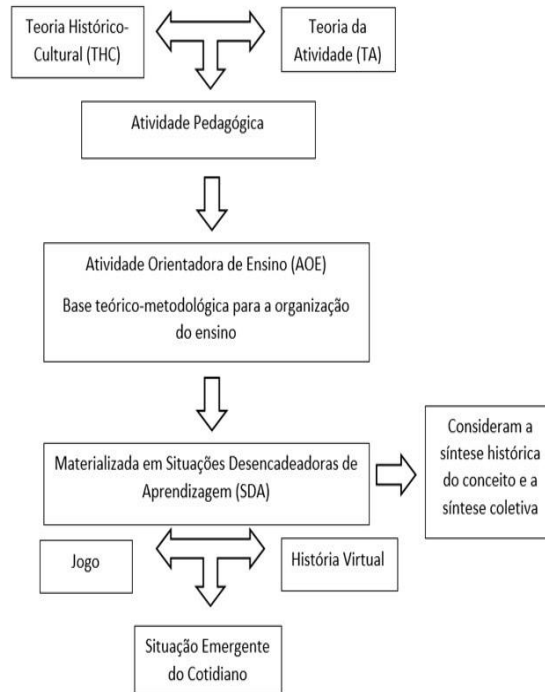 Teoria Histórico-
Cultural (THC)
Teoria da
Atividade (TA)
Atividade Pedagógica
Atividade Orientadora de Ensino (AOE)
Base teórico-metodológica para a organização
do ensino
Materializada em Situações Desencadeadoras de
Aprendizagem (SDA)
Consideram a
síntese histórica
do conceito e a
síntese coletiva
Jogo
História Virtual
Situação Emergente
do Cotidiano